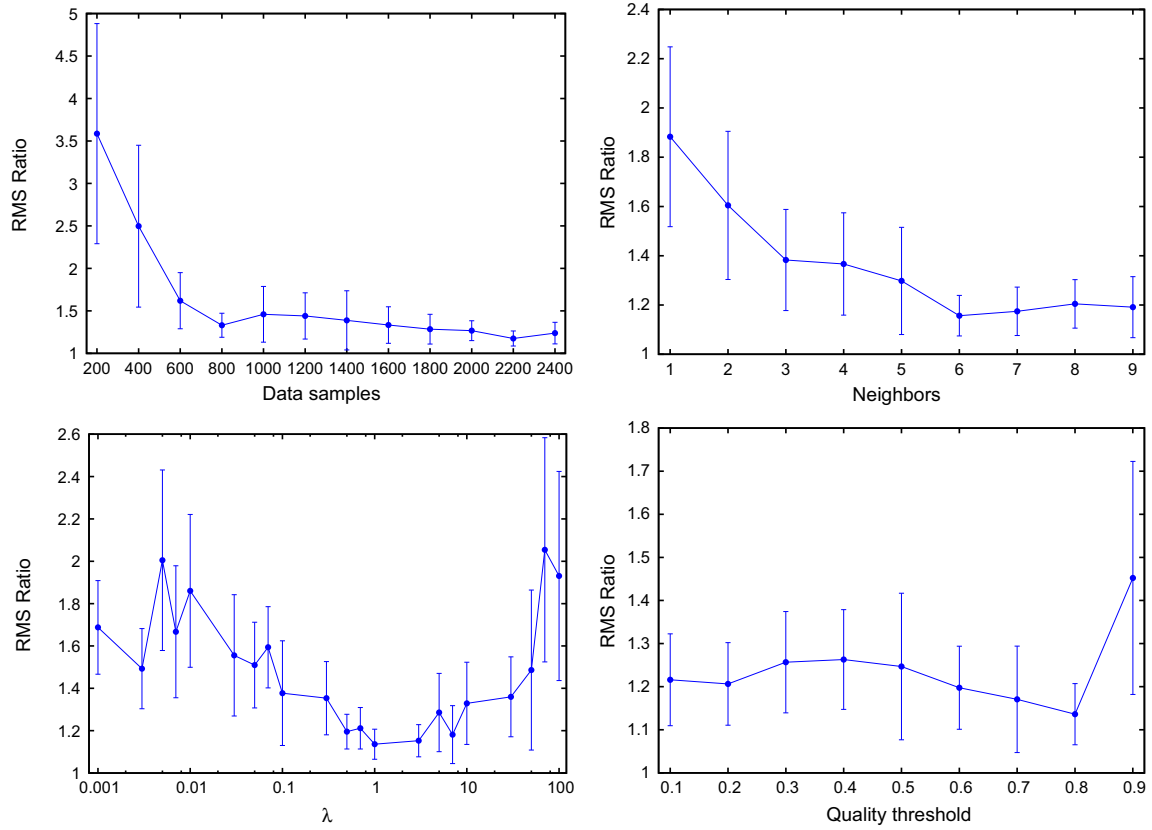 5
4.5
4
3.5
3
2.5
2
1.5
1
RMS Ratio
200 400 600 800 1000 1200 1400 1600 1800 2000 2200 2400
Data samples
2.4
2.2
2
1.8
1.6
1.4
1.2
1
RMS Ratio
1 2 3 4 5 6 7 8 9
Neighbors
2.6
2.4
2.2
2
1.8
1.6
1.4
1.2
1
RMS Ratio
0.001 0.01 0.1 1 10 100
λ
1.8
1.7
1.6
1.5
1.4
1.3
1.2
1.1
1
RMS Ratio
0.1 0.2 0.3 0.4 0.5 0.6 0.7 0.8 0.9
Quality threshold